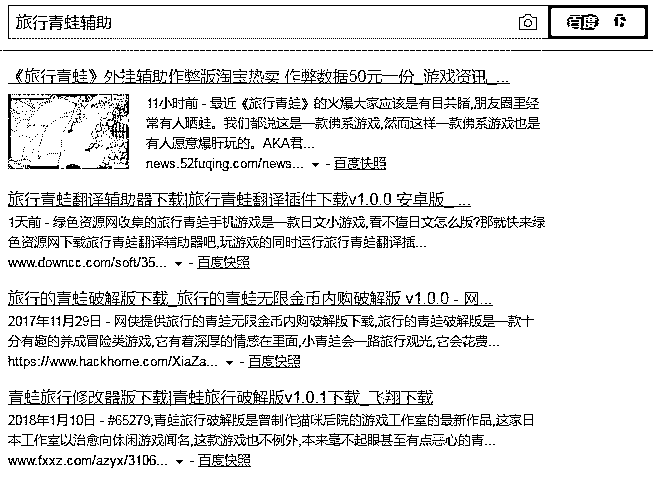 旅行青蛙辅助
百度一下
《旅行青蛙》外挂辅助作弊版淘宝热卖 作弊数据50元一份_游戏资讯_...
11小时前 - 最近《旅行青蛙》的火爆大家应该是有目共睹,朋友圈里经
常有人晒蛙。我们都说这是一款佛系游戏,然而这样一款佛系游戏也是
有人愿意爆肝玩的。AKA君...
news.52fuqing.com/news... - 百度快照
旅行青蛙翻译辅助器下载|旅行青蛙翻译插件下载v1.0.0 安卓版_ ...
1天前 - 绿色资源网收集的旅行青蛙手机游戏是一款日文小游戏,看不懂日文怎么版?那就快来绿
色资源网下载旅行青蛙翻译辅助器吧,玩游戏的同时运行旅行青蛙翻译插...
www.downcc.com/soft/35... - 百度快照
旅行的青蛙破解版下载_旅行的青蛙无限金币内购破解版 v1.0.0 - 网...
2017年11月29日 - 网侠提供旅行的青蛙无限金币内购破解版下载,旅行的青蛙破解版是一款十
分有趣的养成冒险类游戏,它有着深厚的情感在里面,小青蛙会一路旅行观光,它会花费...
https://www.hackhome.com/XiaZa... - 百度快照
青蛙旅行修改器版下载|青蛙旅行破解版v1.0.1下载_飞翔下载
2018年1月10日 - #65279,青蛙旅行破解版是曾制作猫咪后院的游戏工作室的最新作品,这家日
本工作室以治愈向休闲游戏闻名,这款游戏也不例外,本来毫不起眼甚至有点恶心的青...
www.fxxz.com/azyx/3106... - 百度快照